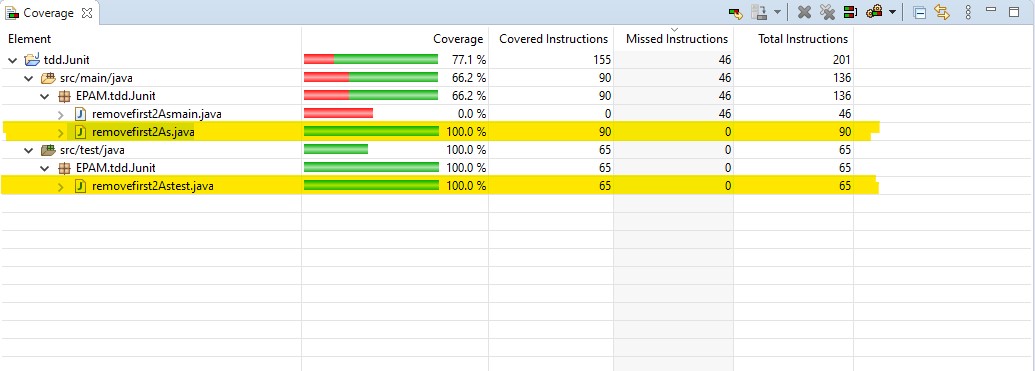 Coverage
Element Coverage Covered Instructions Missed Instructions Total Instructions
tdd.Junit 77.1 % 155 46 201
src/main/java 66.2 % 90 46 136
EPAM.tdd.Junit 66.2 % 90 46 136
removefirst2Asmain.java 0.0 % 0 46 46
removefirst2As.java 100.0 % 90 0 90
src/test/java 100.0 % 65 0 65
EPAM.tdd.Junit 100.0 % 65 0 65
removefirst2Astest.java 100.0 % 65 0 65